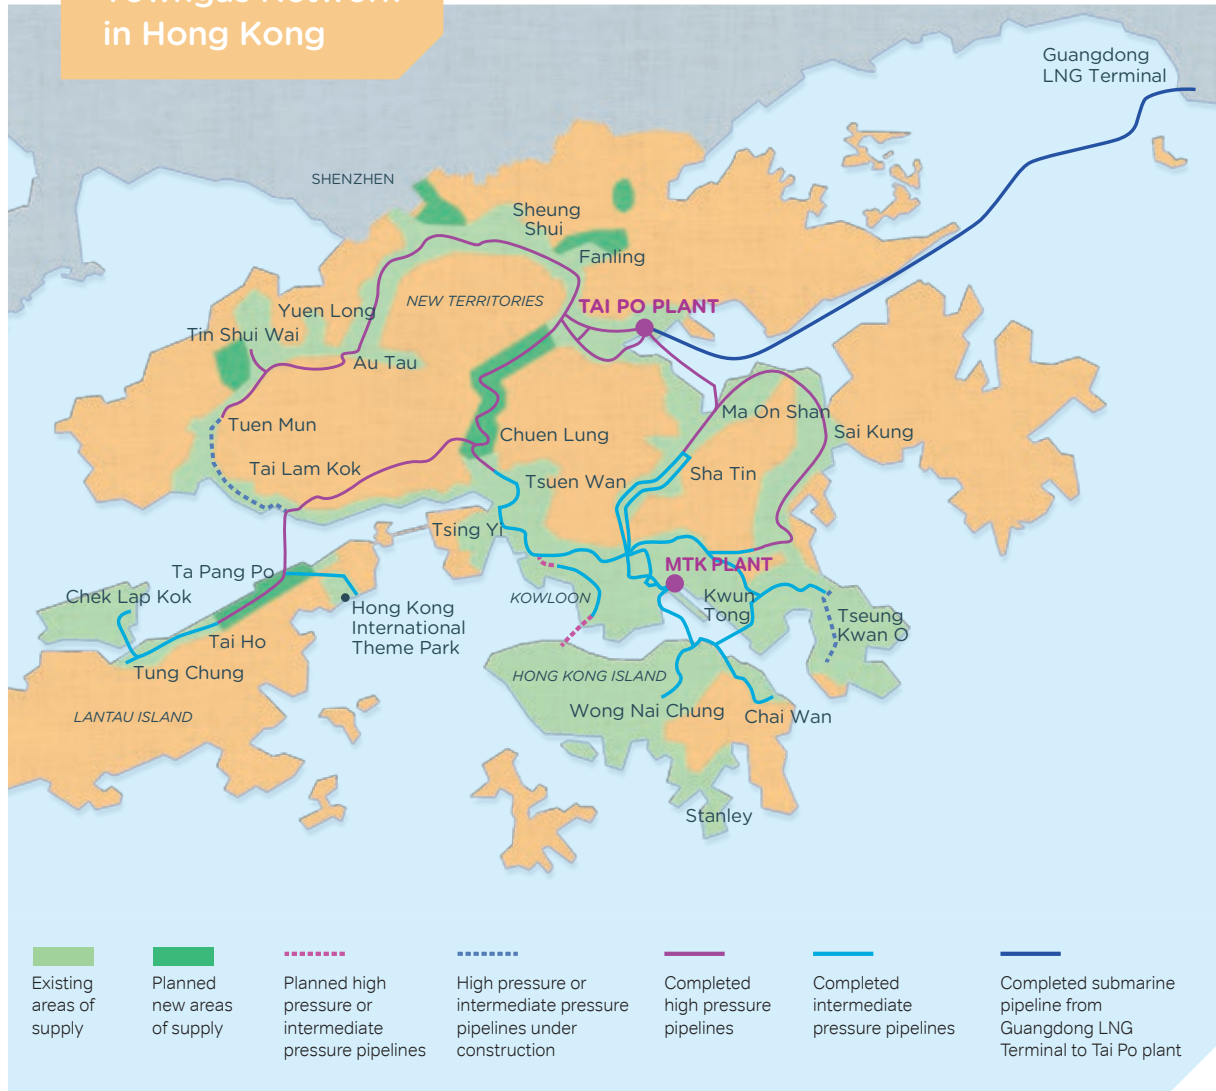 Towngas Network
in Hong Kong
Guangdong
LNG Terminal
SHENZHEN
Sheung
Shui
Fanling
NEW TERRITORIES
TAI PO PLANT
Yuen Long
Tin Shui Wai
Au Tau
Ma On Shan
Sai Kung
Tuen Mun
Chuen Lung
Tai Lam Kok
Tsuen Wan
Sha Tin
Tsing Yi
MTK PLANT
Ta Pang Po
Chek Lap Kok
KOWLOON
Kwun
Tong
Hong Kong
International
Theme Park
Tseung
Kwan O
Tai Ho
Tung Chung
HONG KONG ISLAND
LANTAU ISLAND
Wong Nai Chung
Chai Wan
Stanley
Existing
areas of
supply
Planned
new areas
of supply
Planned high
pressure or
intermediate
pressure pipelines
High pressure or
intermediate pressure
pipelines under
construction
Completed
high pressure
pipelines
Completed
intermediate
pressure pipelines
Completed submarine
pipeline from
Guangdong LNG
Terminal to Tai Po plant